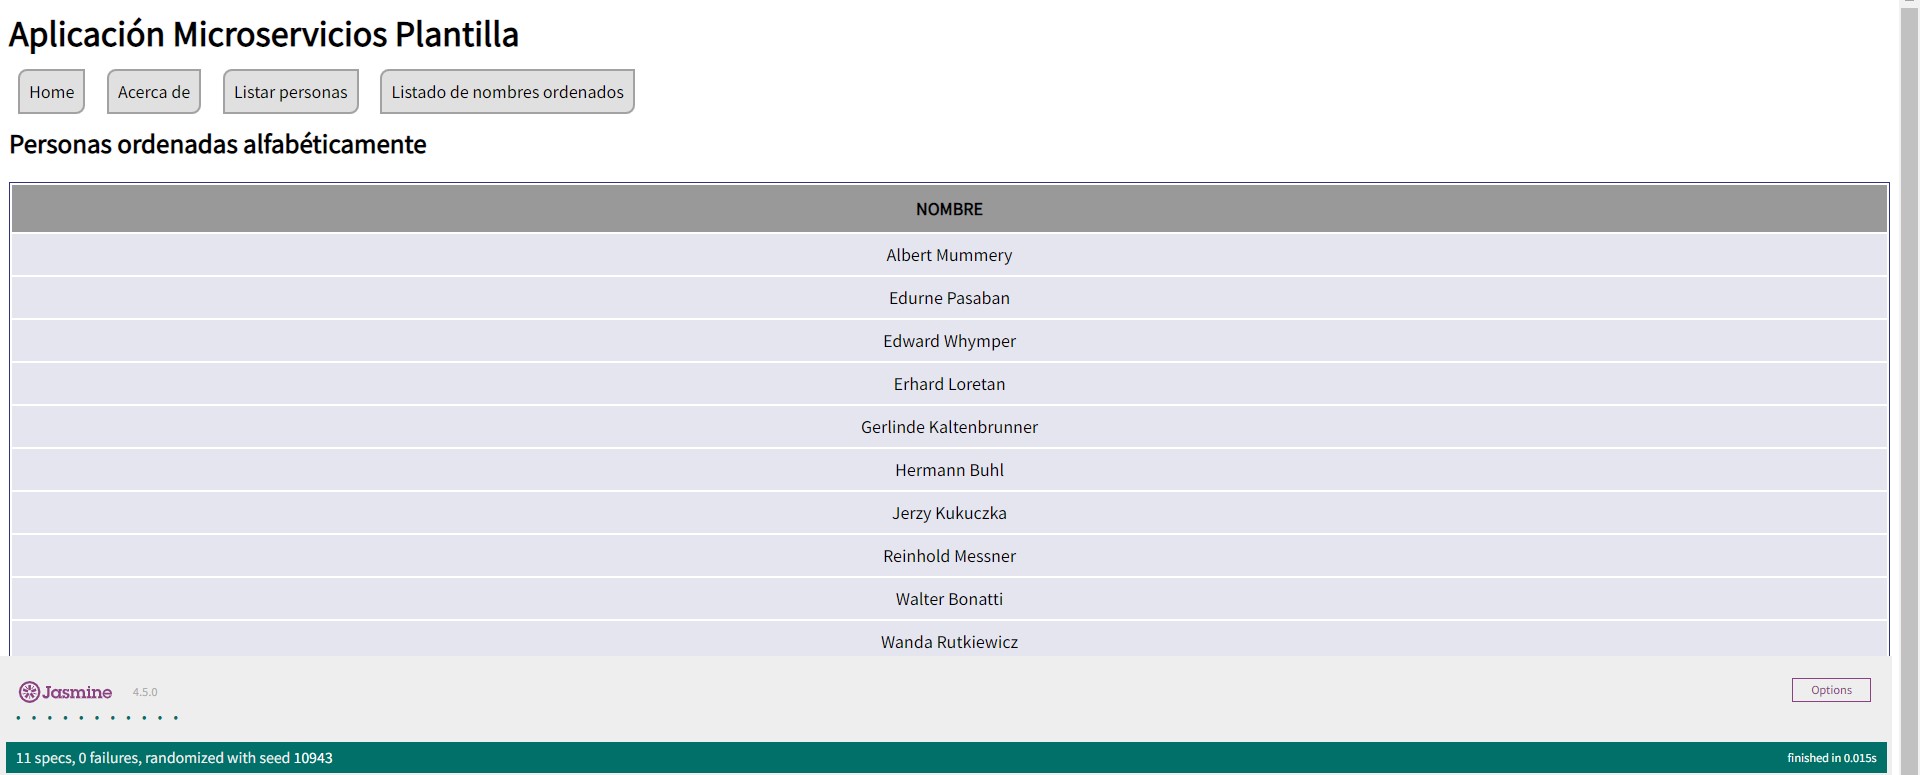 Aplicación Microservicios Plantilla
Home Acerca de Listar personas Listado de nombres ordenados
Personas ordenadas alfabéticamente
NOMBRE
Albert Mummery
Edurne Pasaban
Edward Whymper
Erhard Loretan
Gerlinde Kaltenbrunner
Hermann Buhl
Jerzy Kukuczka
Reinhold Messner
Walter Bonatti
Wanda Rutkiewicz
Jasmine 4.5.0 Options
11 specs, 0 failures, randomized with seed 10943 finished in 0.015s